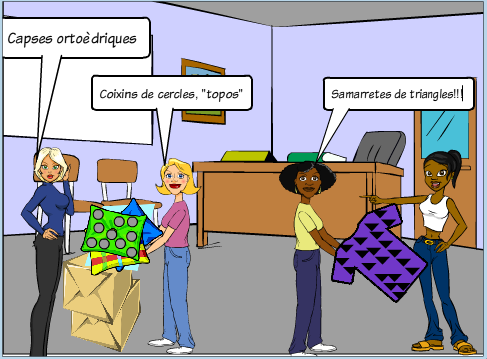 Capses ortoèdriques
Coixins de cercles, "topos"
Samarretes de triangles!!!